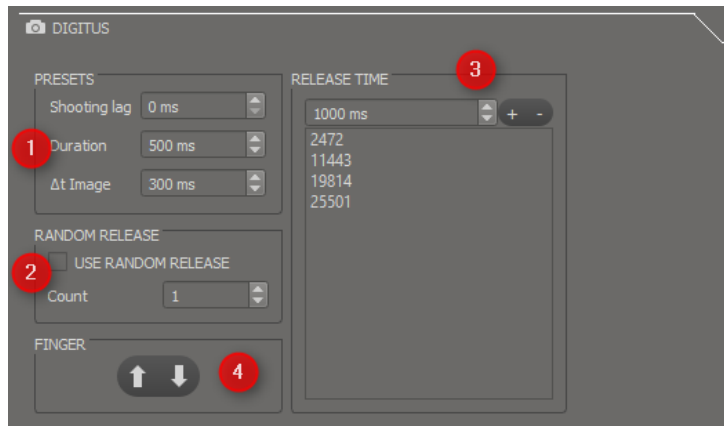 DIGITUS
PRESETS
Shooting lag 0 ms
1
Duration 500 ms
Δt Image 300 ms
RANDOM RELEASE
2
USE RANDOM RELEASE
Count 1
FINGER
4
RELEASE TIME
3
1000 ms + -
2472
11443
19814
25501